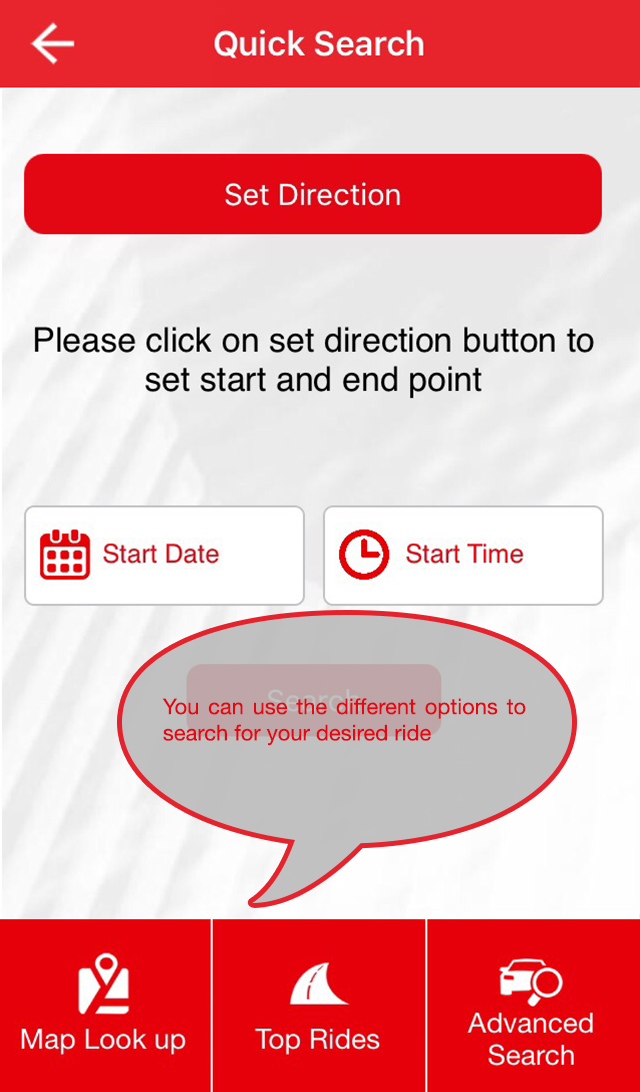 Quick Search
Set Direction
Please click on set direction button to
set start and end point
Start Date
Start Time
Search
You can use the different options to
search for your desired ride
Map Look up
Top Rides
Advanced
Search